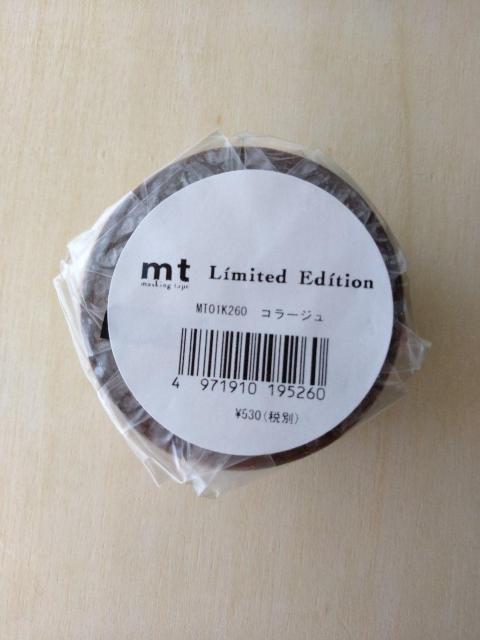 mt Limited Edition
masking tape
MT01K260 コラージュ
4 971910 195260
¥530(税別)